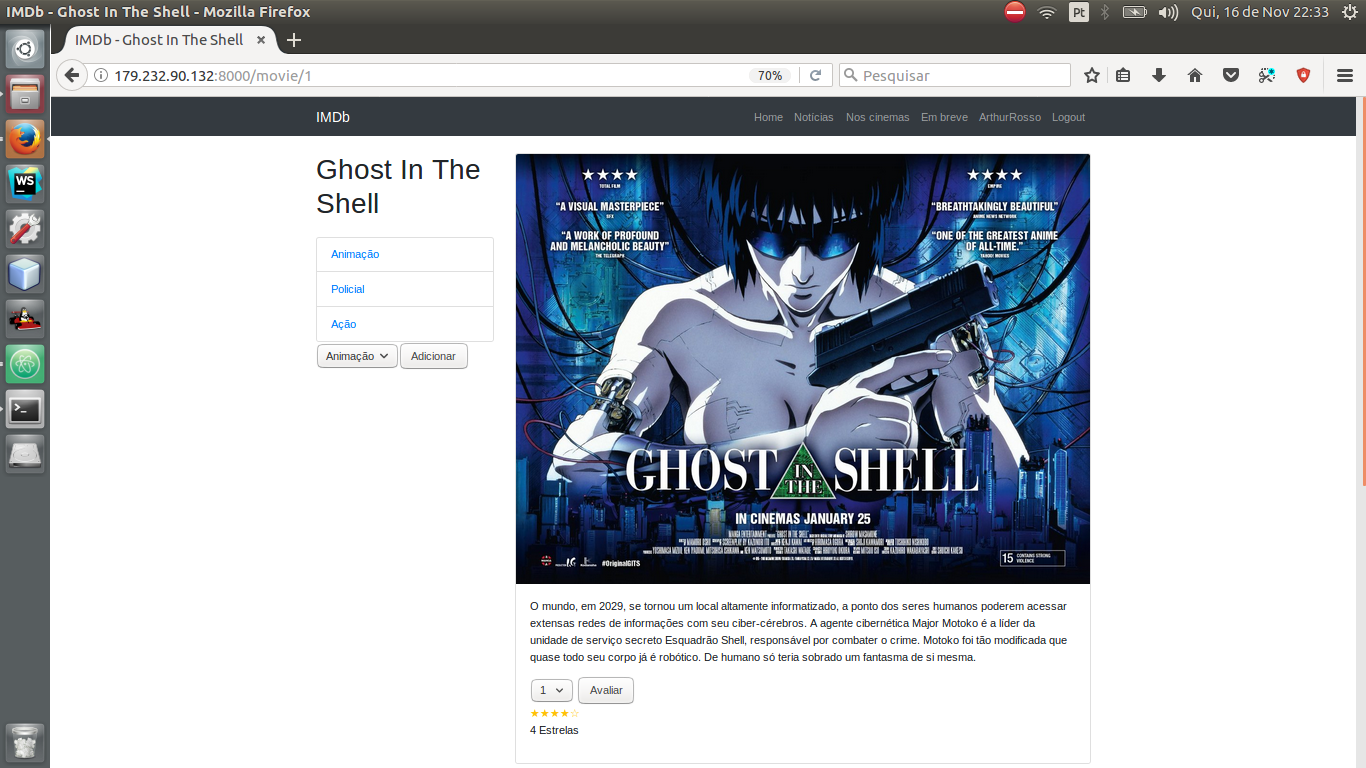 IMDb - Ghost In The Shell - Mozilla Firefox
Pt
Qui, 16 de Nov 22:33
IMDb - Ghost In The Shell
179.232.90.132:8000/movie/1
70%
Pesquisar
IMDb
Home
Notícias
Nos cinemas
Em breve
ArthurRosso
Logout
WS
Ghost In The
Shell
Animação
Policial
Ação
Animação
Adicionar
★★★★
TOTAL FILM
“A VISUAL MASTERPIECE”
SFX
“A WORK OF PROFOUND
AND MELANCHOLIC BEAUTY”
THE TELEGRAPH
★★★★
EMPIRE
“BREATHTAKINGLY BEAUTIFUL”
ANIME NEWS NETWORK
“ONE OF THE GREATEST ANIME
OF ALL-TIME.”
YAHOO! MOVIES
GHOST IN THE SHELL
IN CINEMAS JANUARY 25
#OriginalGITS
15 CONTAINS STRONG
VIOLENCE
O mundo, em 2029, se tornou um local altamente informatizado, a ponto dos seres humanos poderem acessar
extensas redes de informações com seu ciber-cérebros. A agente cibernética Major Motoko é a líder da
unidade de serviço secreto Esquadrão Shell, responsável por combater o crime. Motoko foi tão modificada que
quase todo seu corpo já é robótico. De humano só teria sobrado um fantasma de si mesma.
1
Avaliar
★★★★☆
4 Estrelas